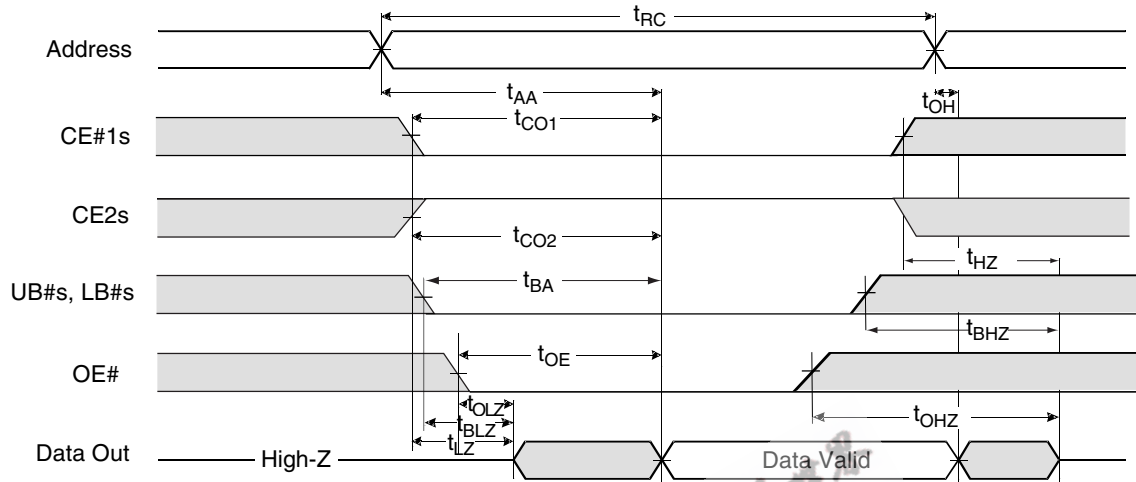 tRC
Address
tAA
tOH
tCO1
CE#1s
CE2s
tCO2
tHZ
tBA
UB#s, LB#s
tBHZ
tOE
OE#
tOLZ
tBLZ
tOHZ
tLZ
Data Out
High-Z
Data Valid